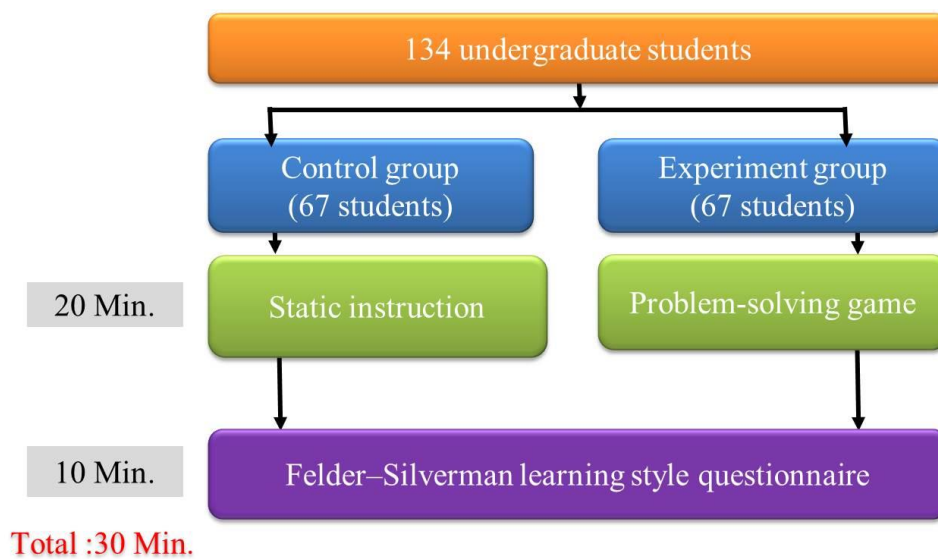 134 undergraduate students
Control group
(67 students)
Experiment group
(67 students)
20 Min.
Static instruction
Problem-solving game
10 Min.
Felder–Silverman learning style questionnaire
Total :30 Min.